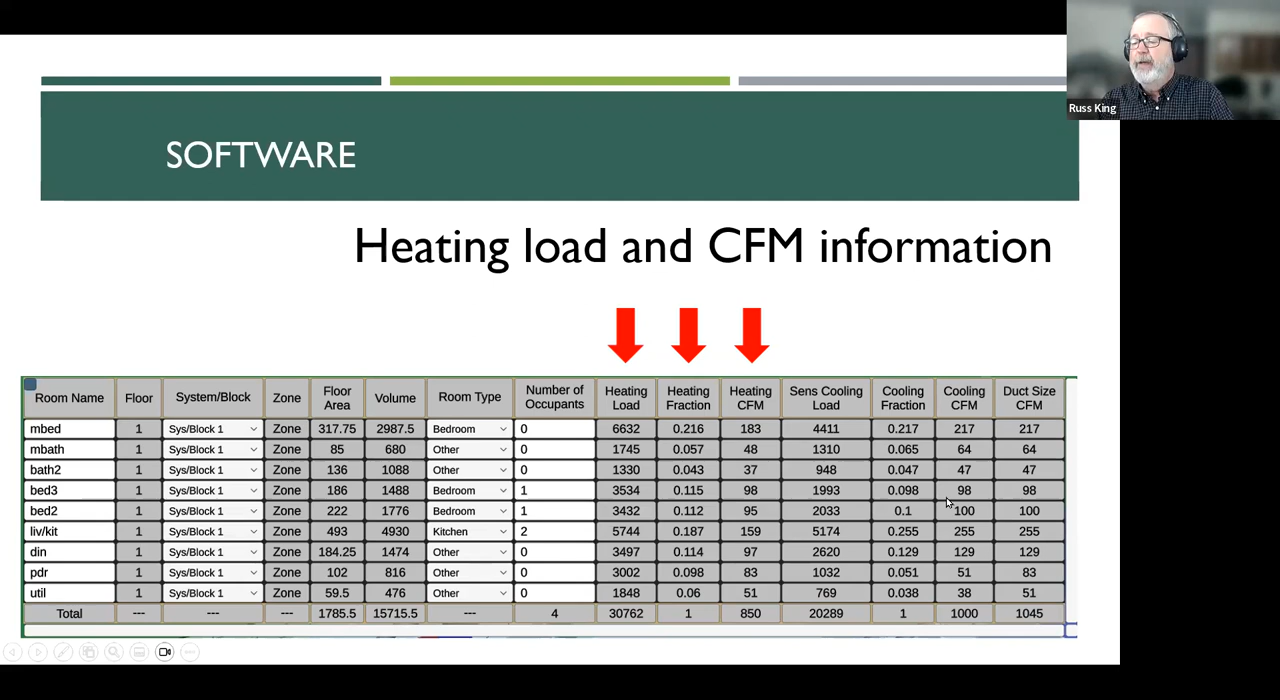 Russ King
SOFTWARE
Heating load and CFM information
Room Name Floor System/Block Zone Floor Area Volume Room Type Number of Occupants Heating Load Heating Fraction Heating CFM Sens Cooling Load Cooling Fraction Cooling CFM Duct Size CFM
mbed 1 Sys/Block 1 Zone 317.75 2987.5 Bedroom 0 6632 0.216 183 4411 0.217 217 217
mbath 1 Sys/Block 1 Zone 85 680 Other 0 1745 0.057 48 1310 0.065 64 64
bath2 1 Sys/Block 1 Zone 136 1088 Other 0 1330 0.043 37 948 0.047 47 47
bed3 1 Sys/Block 1 Zone 186 1488 Bedroom 1 3534 0.115 98 1993 0.098 98 98
bed2 1 Sys/Block 1 Zone 222 1776 Bedroom 1 3432 0.112 95 2033 0.1 100 100
liv/kit 1 Sys/Block 1 Zone 493 4930 Kitchen 2 5744 0.187 159 5174 0.255 255 255
din 1 Sys/Block 1 Zone 184.25 1474 Other 0 3497 0.114 97 2620 0.129 129 129
pdr 1 Sys/Block 1 Zone 102 816 Other 0 3002 0.098 83 1032 0.051 51 83
util 1 Sys/Block 1 Zone 59.5 476 Other 0 1848 0.06 51 769 0.038 38 51
Total --- --- --- 1785.5 15715.5 --- 4 30762 1 850 20289 1 1000 1045